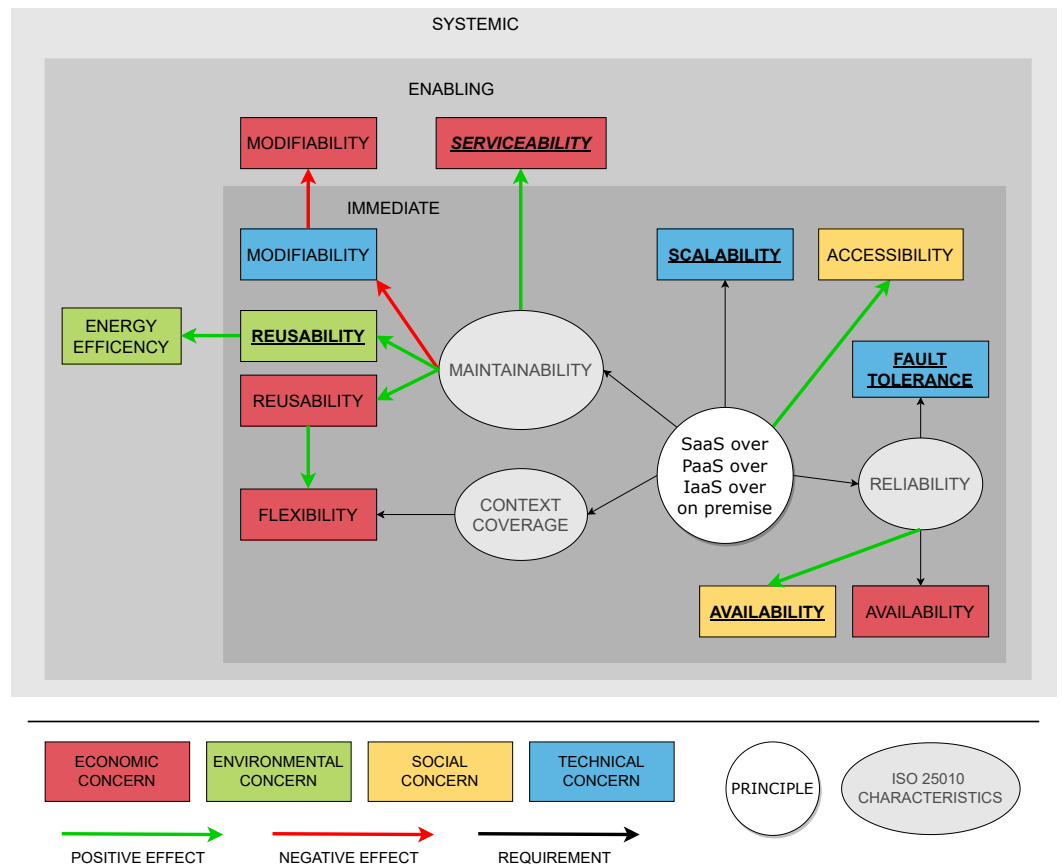 SYSTEMIC
ENABLING
MODIFIABILITY
SERVICEABILITY
IMMEDIATE
MODIFIABILITY
SCALABILITY
ACCESSIBILITY
ENERGY
EFFICENCY
REUSABILITY
MAINTAINABILITY
FAULT
TOLERANCE
REUSABILITY
SaaS over
PaaS over
IaaS over
on premise
RELIABILITY
FLEXIBILITY
CONTEXT
COVERAGE
AVAILABILITY
AVAILABILITY
ECONOMIC
CONCERN
ENVIRONMENTAL
CONCERN
SOCIAL
CONCERN
TECHNICAL
CONCERN
PRINCIPLE
ISO 25010
CHARACTERISTICS
POSITIVE EFFECT
NEGATIVE EFFECT
REQUIREMENT